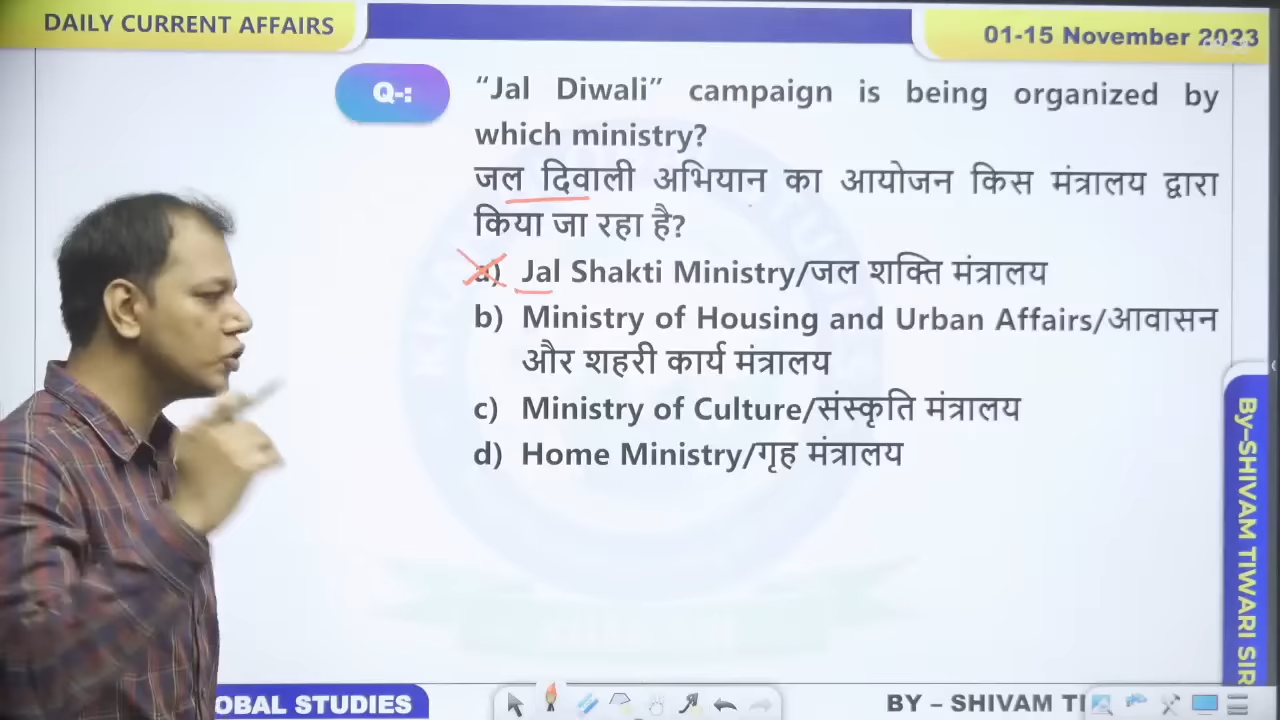 DAILY CURRENT AFFAIRS
01-15 November 2023
Q-:
“Jal Diwali” campaign is being organized by
which ministry?
जल दिवाली अभियान का आयोजन किस मंत्रालय द्वारा
किया जा रहा है?
a) Jal Shakti Ministry/जल शक्ति मंत्रालय
b) Ministry of Housing and Urban Affairs/आवासन
और शहरी कार्य मंत्रालय
c) Ministry of Culture/संस्कृति मंत्रालय
d) Home Ministry/गृह मंत्रालय
By-SHIVAM TIWARI SIR
OBAL STUDIES
BY – SHIVAM TI